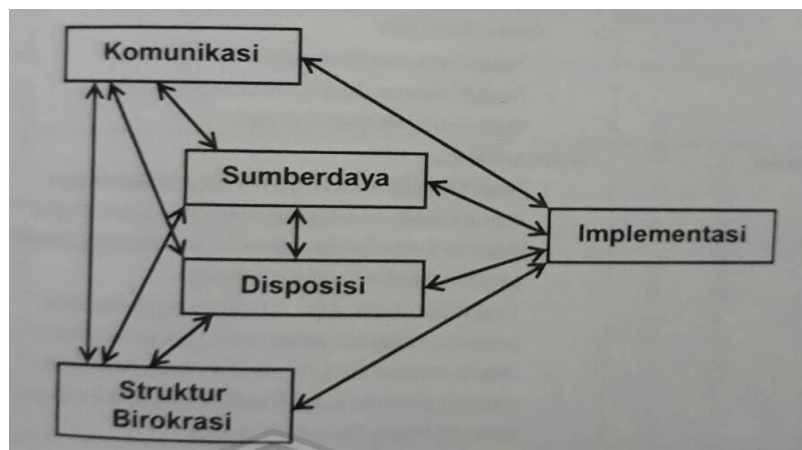 Komunikasi
Sumberdaya
Implementasi
Disposisi
Struktur
Birokrasi